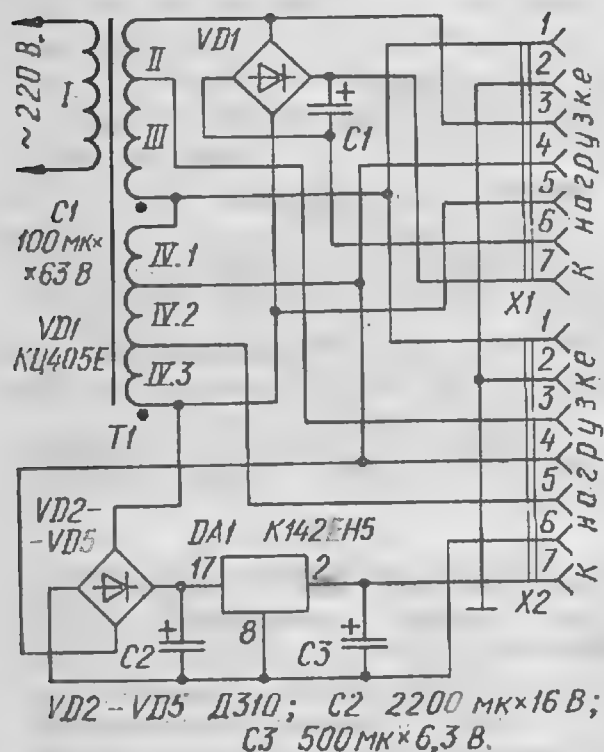 ~220 В.
I
II
III
IV.1
IV.2
IV.3
T1
C1
100 мк×
×63 В
VD1
КЦ405Е
VD1
+
C1
1
2
3
4
5
6
7
К нагрузке
X1
1
2
3
4
5
6
7
К нагрузке
X2
VD2-
-VD5
DA1 К142ЕН5
17
2
8
+
C2
+
C3
VD2-VD5 Д310; C2 2200 мк×16 В;
C3 500 мк×6,3 В.